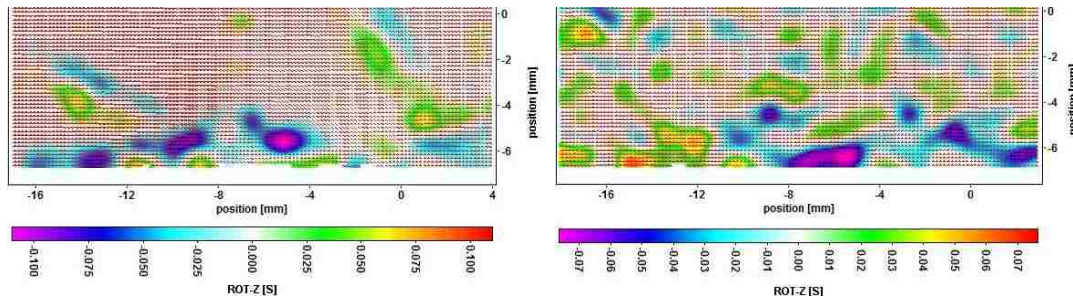 0
-2
-4
-6
position [mm]
-16 -12 -8 -4 0 4
position [mm]
-0.100 -0.075 -0.050 -0.025 0.000 0.025 0.050 0.075 0.100
ROT-Z [S]
0
-2
-4
-6
position [mm]
-16 -12 -8 -4 0
position [mm]
-0.07 -0.06 -0.05 -0.04 -0.03 -0.02 -0.01 0.00 0.01 0.02 0.03 0.04 0.05 0.06 0.07
ROT-Z [S]